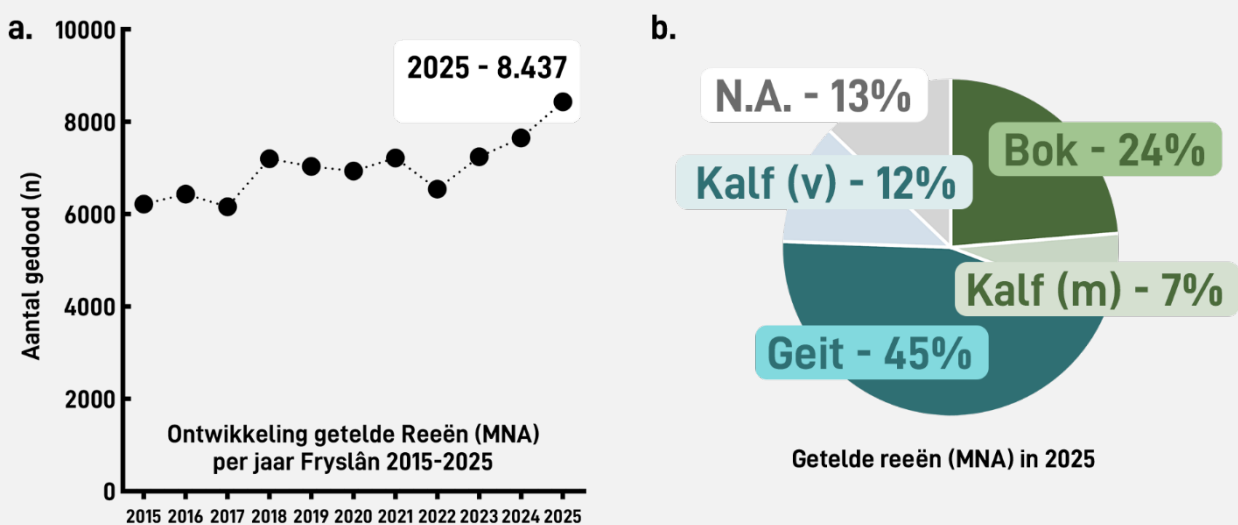 a.
10000
8000
6000
4000
2000
0
Aantal gedood (n)
2025 - 8.437
Ontwikkeling getelde Reeën (MNA)
per jaar Fryslân 2015-2025
2015 2016 2017 2018 2019 2020 2021 2022 2023 2024 2025
b.
N.A. - 13%
Bok - 24%
Kalf (v) - 12%
Kalf (m) - 7%
Geit - 45%
Getelde reeën (MNA) in 2025